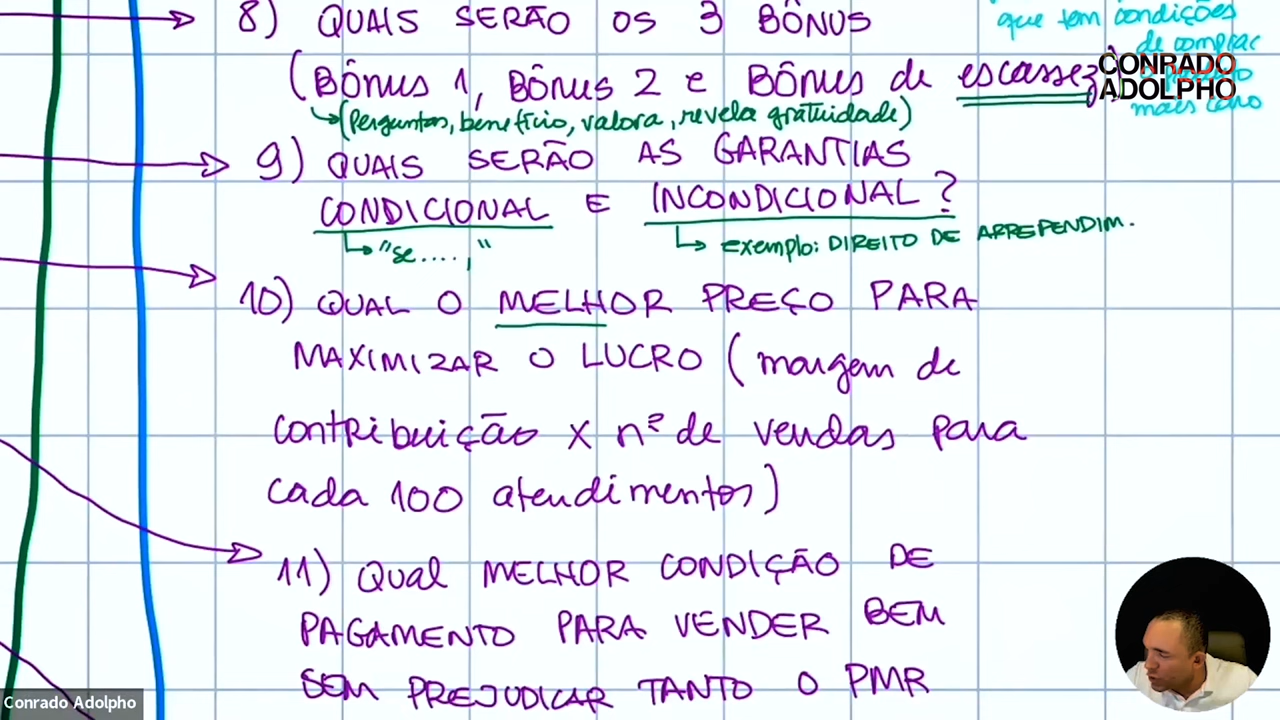 8) QUAIS SERÃO OS 3 BÔNUS
(BÔNUS 1, BÔNUS 2 e BÔNUS de escassez)
↳(perguntas, benefício, valora, revela gratuidade)
que tem condições
de comprar
mais caro
CONRADO
ADOLPHO
9) QUAIS SERÃO AS GARANTIAS
CONDICIONAL E INCONDICIONAL?
↳ "se....,"
↳ exemplo: DIREITO DE ARREPENDIM.
10) QUAL O MELHOR PREÇO PARA
MAXIMIZAR O LUCRO (margem de
contribuição x nº de vendas para
cada 100 atendimentos)
11) QUAL MELHOR CONDIÇÃO DE
PAGAMENTO PARA VENDER BEM
SEM PREJUDICAR TANTO O PMR
Conrado Adolpho